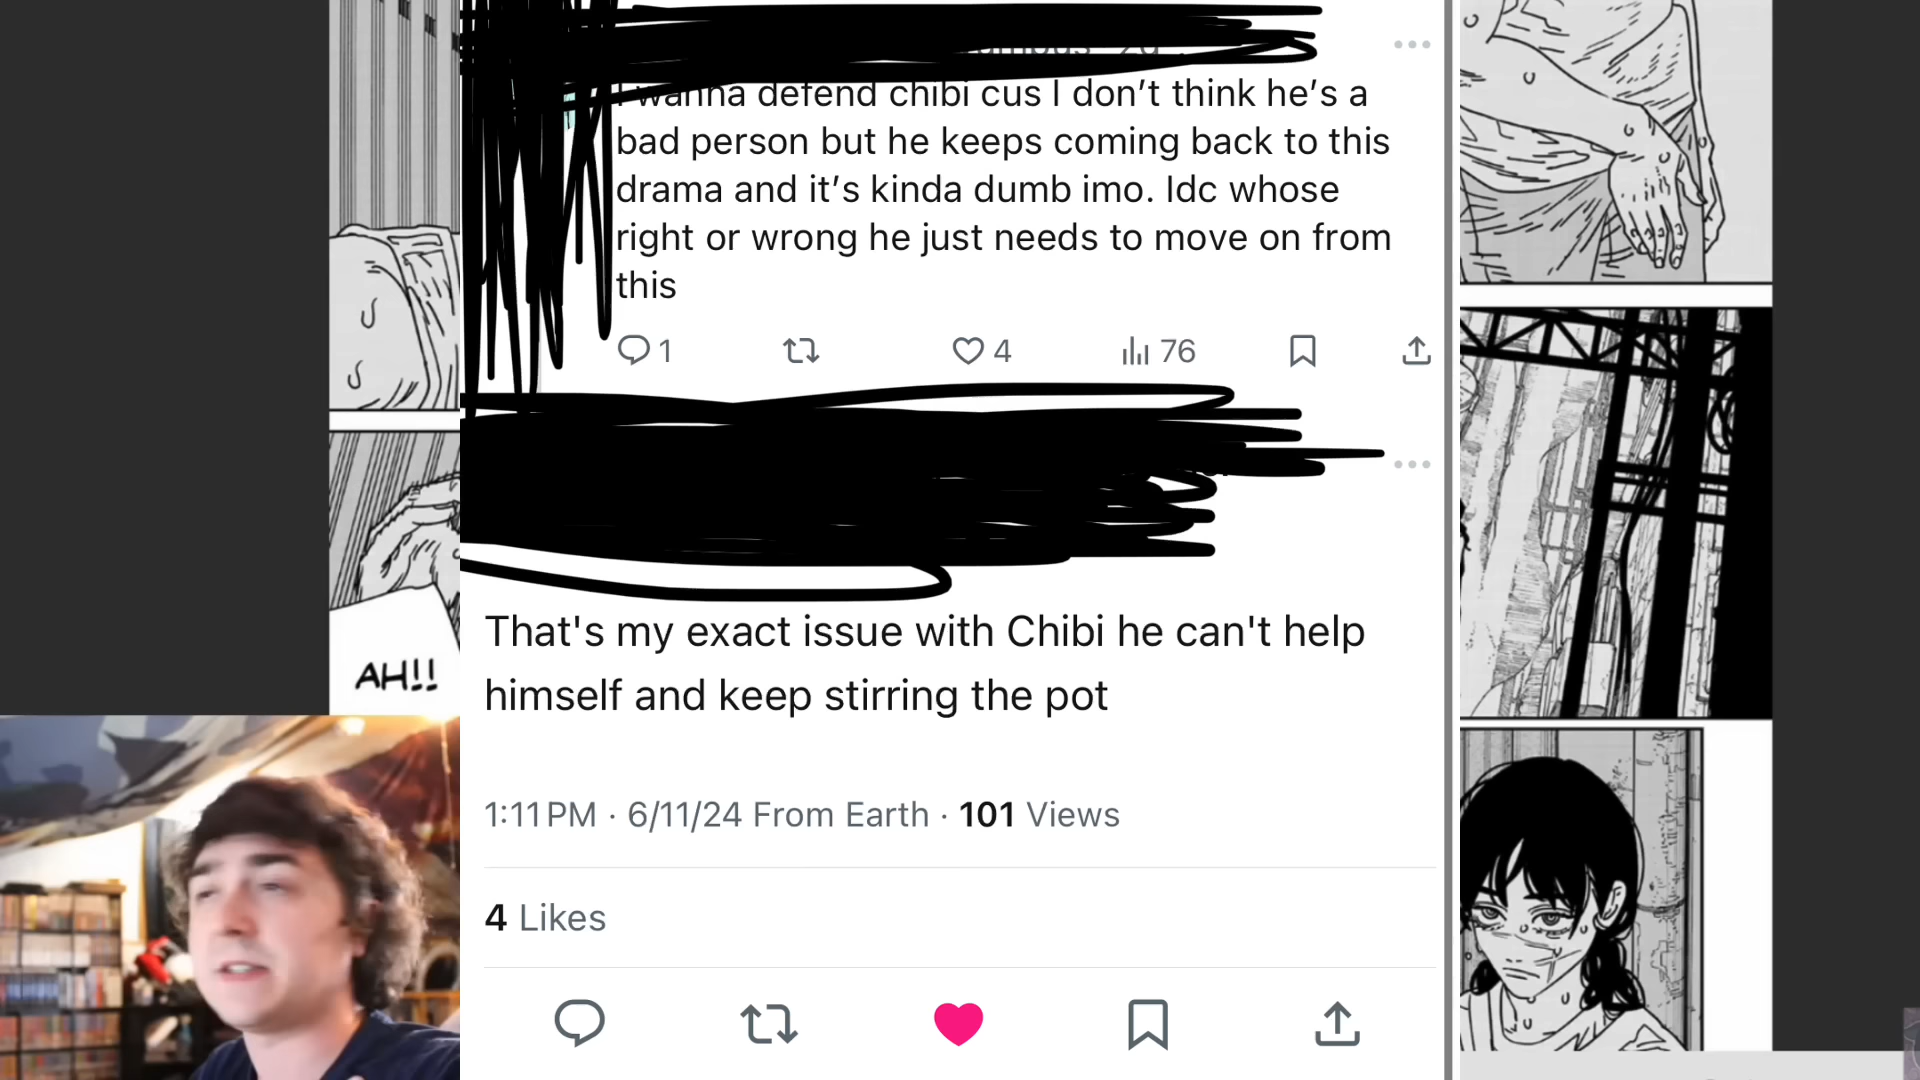 I wanna defend chibi cus I don’t think he’s a
bad person but he keeps coming back to this
drama and it’s kinda dumb imo. Idc whose
right or wrong he just needs to move on from
this
1
4
76
That's my exact issue with Chibi he can't help
himself and keep stirring the pot
1:11 PM · 6/11/24 From Earth · 101 Views
4 Likes
AH!!